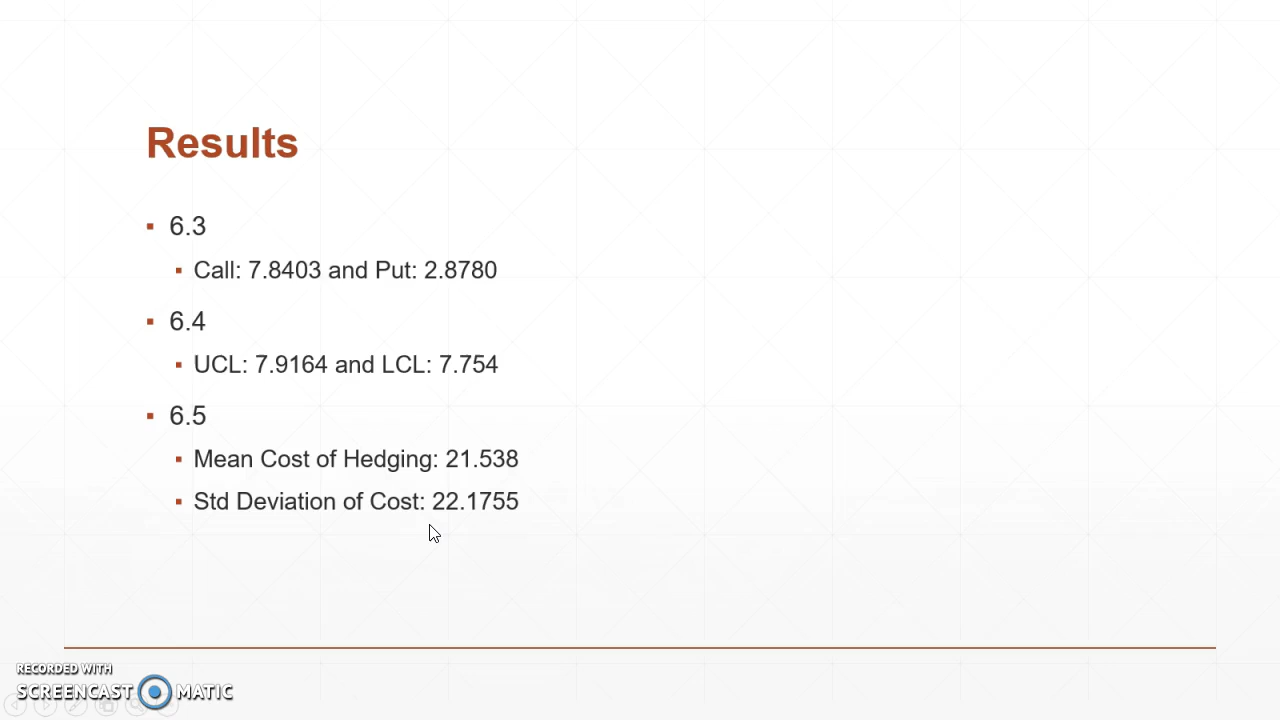 Results
6.3
Call: 7.8403 and Put: 2.8780
6.4
UCL: 7.9164 and LCL: 7.754
6.5
Mean Cost of Hedging: 21.538
Std Deviation of Cost: 22.1755
RECORDED WITH
SCREENCAST MATIC